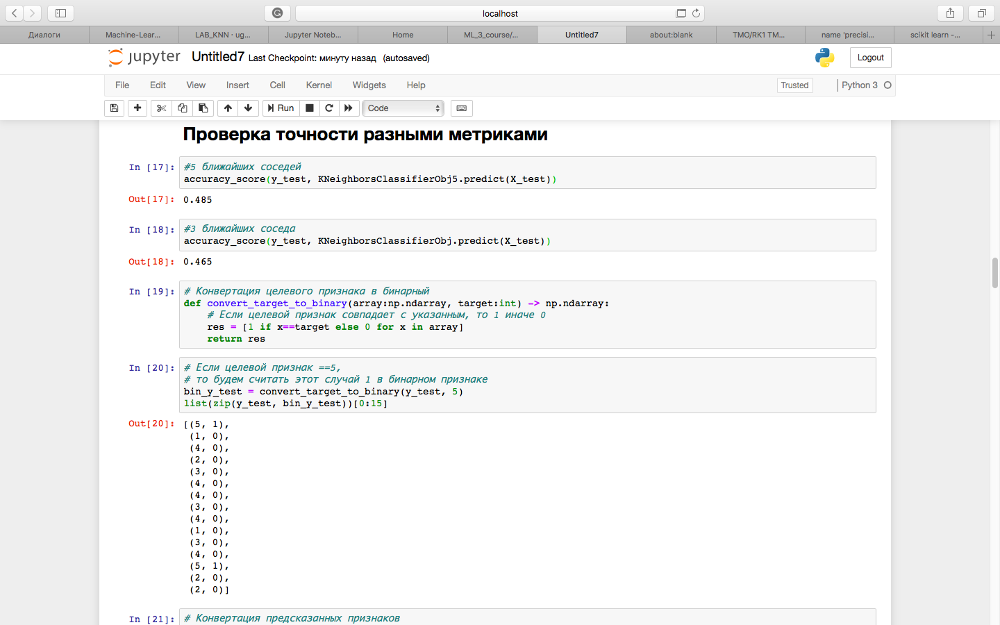 localhost
Диалоги
Machine-Lear...
LAB_KNN · ug...
Jupyter Noteb...
Home
ML_3_course/...
Untitled7
about:blank
TMO/RK1 TM...
name 'precisi...
scikit learn -...
jupyter Untitled7 Last Checkpoint: минуту назад (autosaved)
Logout
File Edit View Insert Cell Kernel Widgets Help
Trusted
Python 3
Run
Code
Проверка точности разными метриками
In [17]: #5 ближайших соседей
accuracy_score(y_test, KNeighborsClassifierObj5.predict(X_test))
Out[17]: 0.485
In [18]: #3 ближайших соседа
accuracy_score(y_test, KNeighborsClassifierObj.predict(X_test))
Out[18]: 0.465
In [19]: # Конвертация целевого признака в бинарный
def convert_target_to_binary(array:np.ndarray, target:int) -> np.ndarray:
    # Если целевой признак совпадает с указанным, то 1 иначе 0
    res = [1 if x==target else 0 for x in array]
    return res
In [20]: # Если целевой признак ==5,
# то будем считать этот случай 1 в бинарном признаке
bin_y_test = convert_target_to_binary(y_test, 5)
list(zip(y_test, bin_y_test))[0:15]
Out[20]: [(5, 1),
(1, 0),
(4, 0),
(2, 0),
(3, 0),
(4, 0),
(4, 0),
(3, 0),
(4, 0),
(1, 0),
(3, 0),
(4, 0),
(5, 1),
(2, 0),
(2, 0)]
In [21]: # Конвертация предсказанных признаков